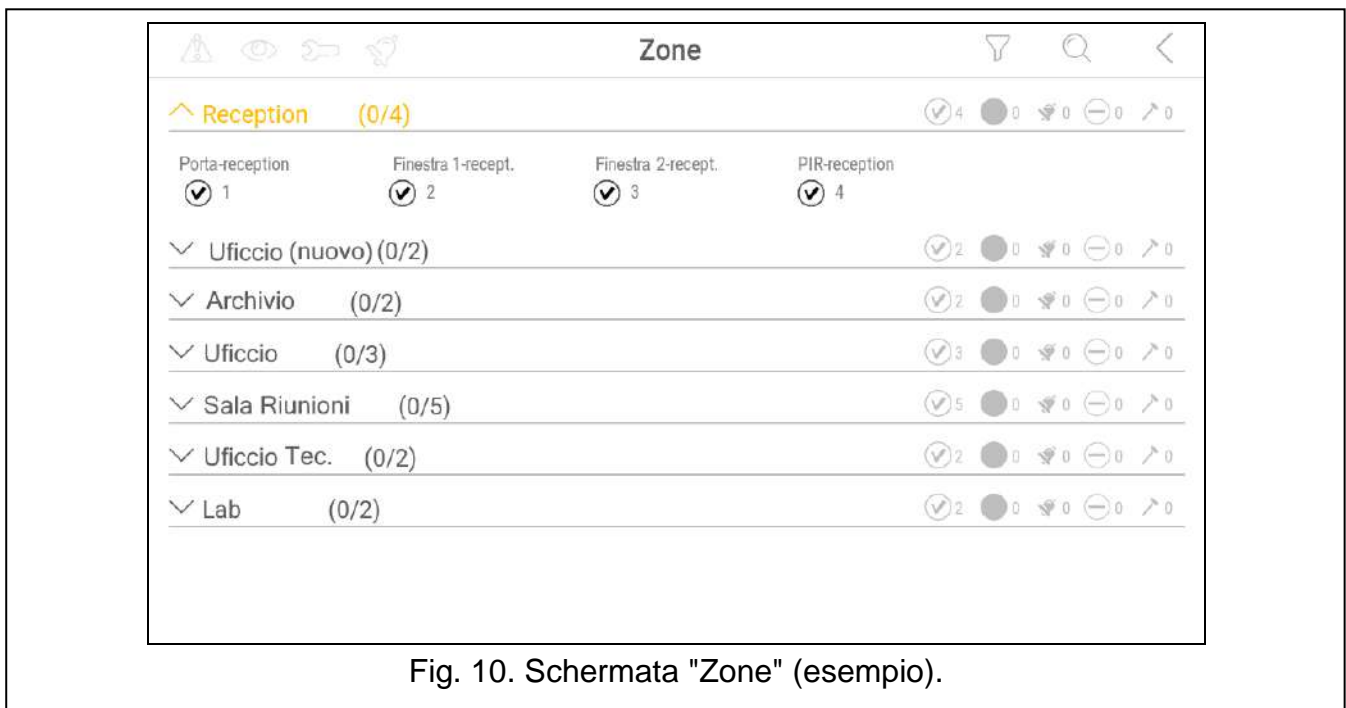 Zone
Reception (0/4) 4 0 0 0 0
Porta-reception Finestra 1-recept. Finestra 2-recept. PIR-reception
1 2 3 4
Uficcio (nuovo) (0/2) 2 0 0 0 0
Archivio (0/2) 2 0 0 0 0
Uficcio (0/3) 3 0 0 0 0
Sala Riunioni (0/5) 5 0 0 0 0
Uficcio Tec. (0/2) 2 0 0 0 0
Lab (0/2) 2 0 0 0 0
Fig. 10. Schermata "Zone" (esempio).